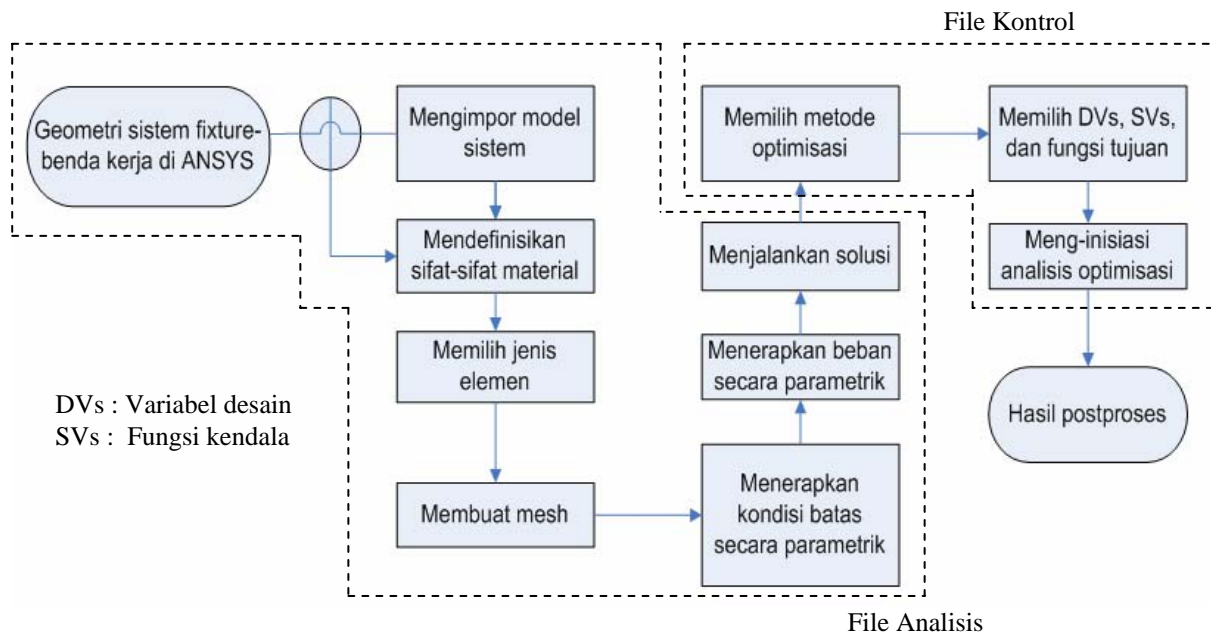 File Kontrol
Geometri sistem fixture-
benda kerja di ANSYS
Mengimpor model
sistem
Mendefinisikan
sifat-sifat material
Memilih jenis
elemen
Membuat mesh
Menerapkan
kondisi batas
secara parametrik
Menerapkan beban
secara parametrik
Menjalankan solusi
Memilih metode
optimisasi
Memilih DVs, SVs,
dan fungsi tujuan
Meng-inisiasi
analisis optimisasi
Hasil postproses
DVs : Variabel desain
SVs : Fungsi kendala
File Analisis